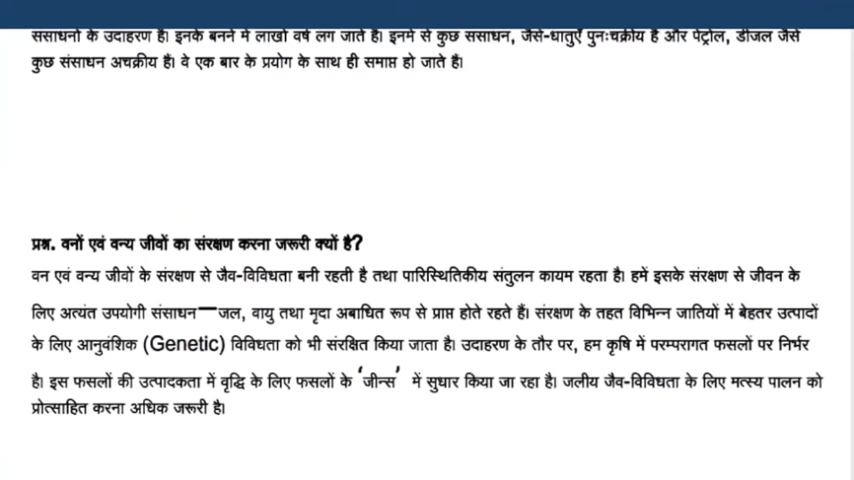 संसाधनों के उदाहरण हैं। इनके बनने में लाखों वर्ष लग जाते हैं। इनमें से कुछ संसाधन, जैसे-धातुएँ पुनःचक्रीय हैं और पेट्रोल, डीजल जैसे
कुछ संसाधन अचक्रीय हैं। वे एक बार के प्रयोग के साथ ही समाप्त हो जाते हैं।
प्रश्न. वनों एवं वन्य जीवों का संरक्षण करना जरूरी क्यों है?
वन एवं वन्य जीवों के संरक्षण से जैव-विविधता बनी रहती है तथा पारिस्थितिकीय संतुलन कायम रहता है। हमें इसके संरक्षण से जीवन के
लिए अत्यंत उपयोगी संसाधन—जल, वायु तथा मृदा अबाधित रूप से प्राप्त होते रहते हैं। संरक्षण के तहत विभिन्न जातियों में बेहतर उत्पादों
के लिए आनुवंशिक (Genetic) विविधता को भी संरक्षित किया जाता है। उदाहरण के तौर पर, हम कृषि में परम्परागत फसलों पर निर्भर
है। इस फसलों की उत्पादकता में वृद्धि के लिए फसलों के 'जीन्स' में सुधार किया जा रहा है। जलीय जैव-विविधता के लिए मत्स्य पालन को
प्रोत्साहित करना अधिक जरूरी है।